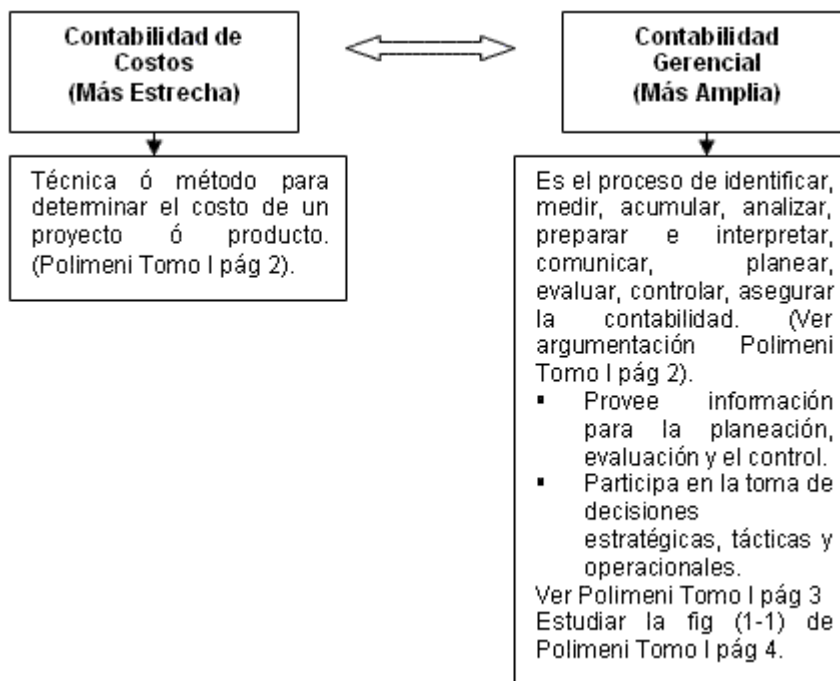 Contabilidad de
Costos
(Más Estrecha)
Contabilidad
Gerencial
(Más Amplia)
Técnica ó método para
determinar el costo de un
proyecto ó producto.
(Polimeni Tomo I pág 2).
Es el proceso de identificar,
medir, acumular, analizar,
preparar e interpretar,
comunicar, planear,
evaluar, controlar, asegurar
la contabilidad. (Ver
argumentación Polimeni
Tomo I pág 2).
▪ Provee información
para la planeación,
evaluación y el control.
▪ Participa en la toma de
decisiones
estratégicas, tácticas y
operacionales.
Ver Polimeni Tomo I pág 3
Estudiar la fig (1-1) de
Polimeni Tomo I pág 4.